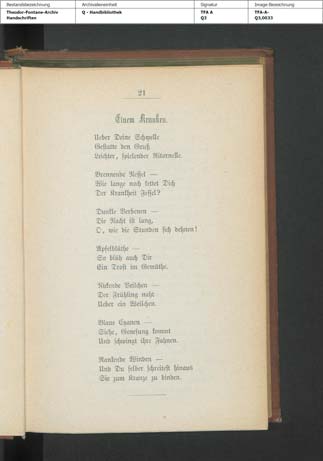 Bestandsbezeichnung Archivalieneinheit Signatur Image Bezeichnung
Theodor-Fontane-Archiv Q - Handbibliothek TFA A TFA-A-
Handschriften Q3 Q3,0033
21
Einem Kranken.
Ueber Deine Schwelle
Gestatte den Gruß
Leichter, spielender Ritornelle.
Brennende Nessel —
Wie lange noch kettet Dich
Der Krankheit Fessel?
Dunkle Verbenen —
Die Nacht ist lang,
O, wie die Stunden sich dehnen!
Apfelblüthe —
So blüh auch Dir
Ein Trost im Gemüthe.
Nickende Veilchen —
Der Frühling naht
Ueber ein Weilchen.
Blaue Cyanen —
Siehe, Genesung kommt
Und schwingt ihre Fahnen.
Rankende Winden —
Und Du selber schreitest hinaus
Sie zum Kranze zu binden.